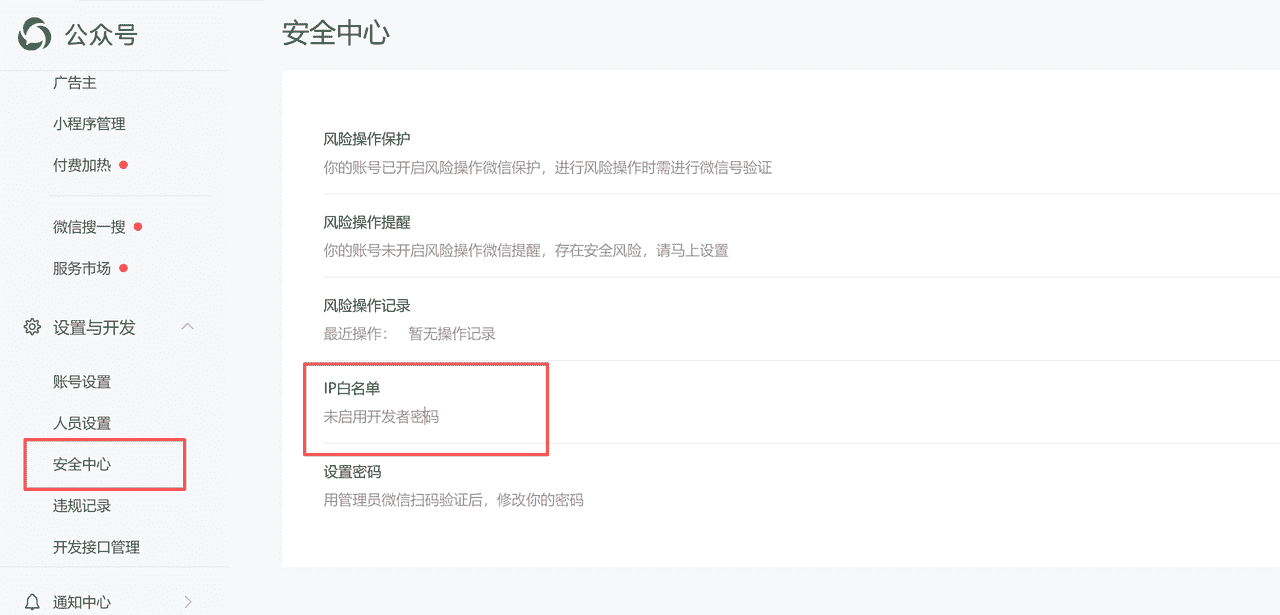 公众号
广告主
小程序管理
付费加热
微信搜一搜
服务市场
设置与开发
账号设置
人员设置
安全中心
违规记录
开发接口管理
通知中心
安全中心
风险操作保护
你的账号已开启风险操作微信保护，进行风险操作时需进行微信号验证
风险操作提醒
你的账号未开启风险操作微信提醒，存在安全风险，请马上设置
风险操作记录
最近操作： 暂无操作记录
IP白名单
未启用开发者密码
设置密码
用管理员微信扫码验证后，修改你的密码